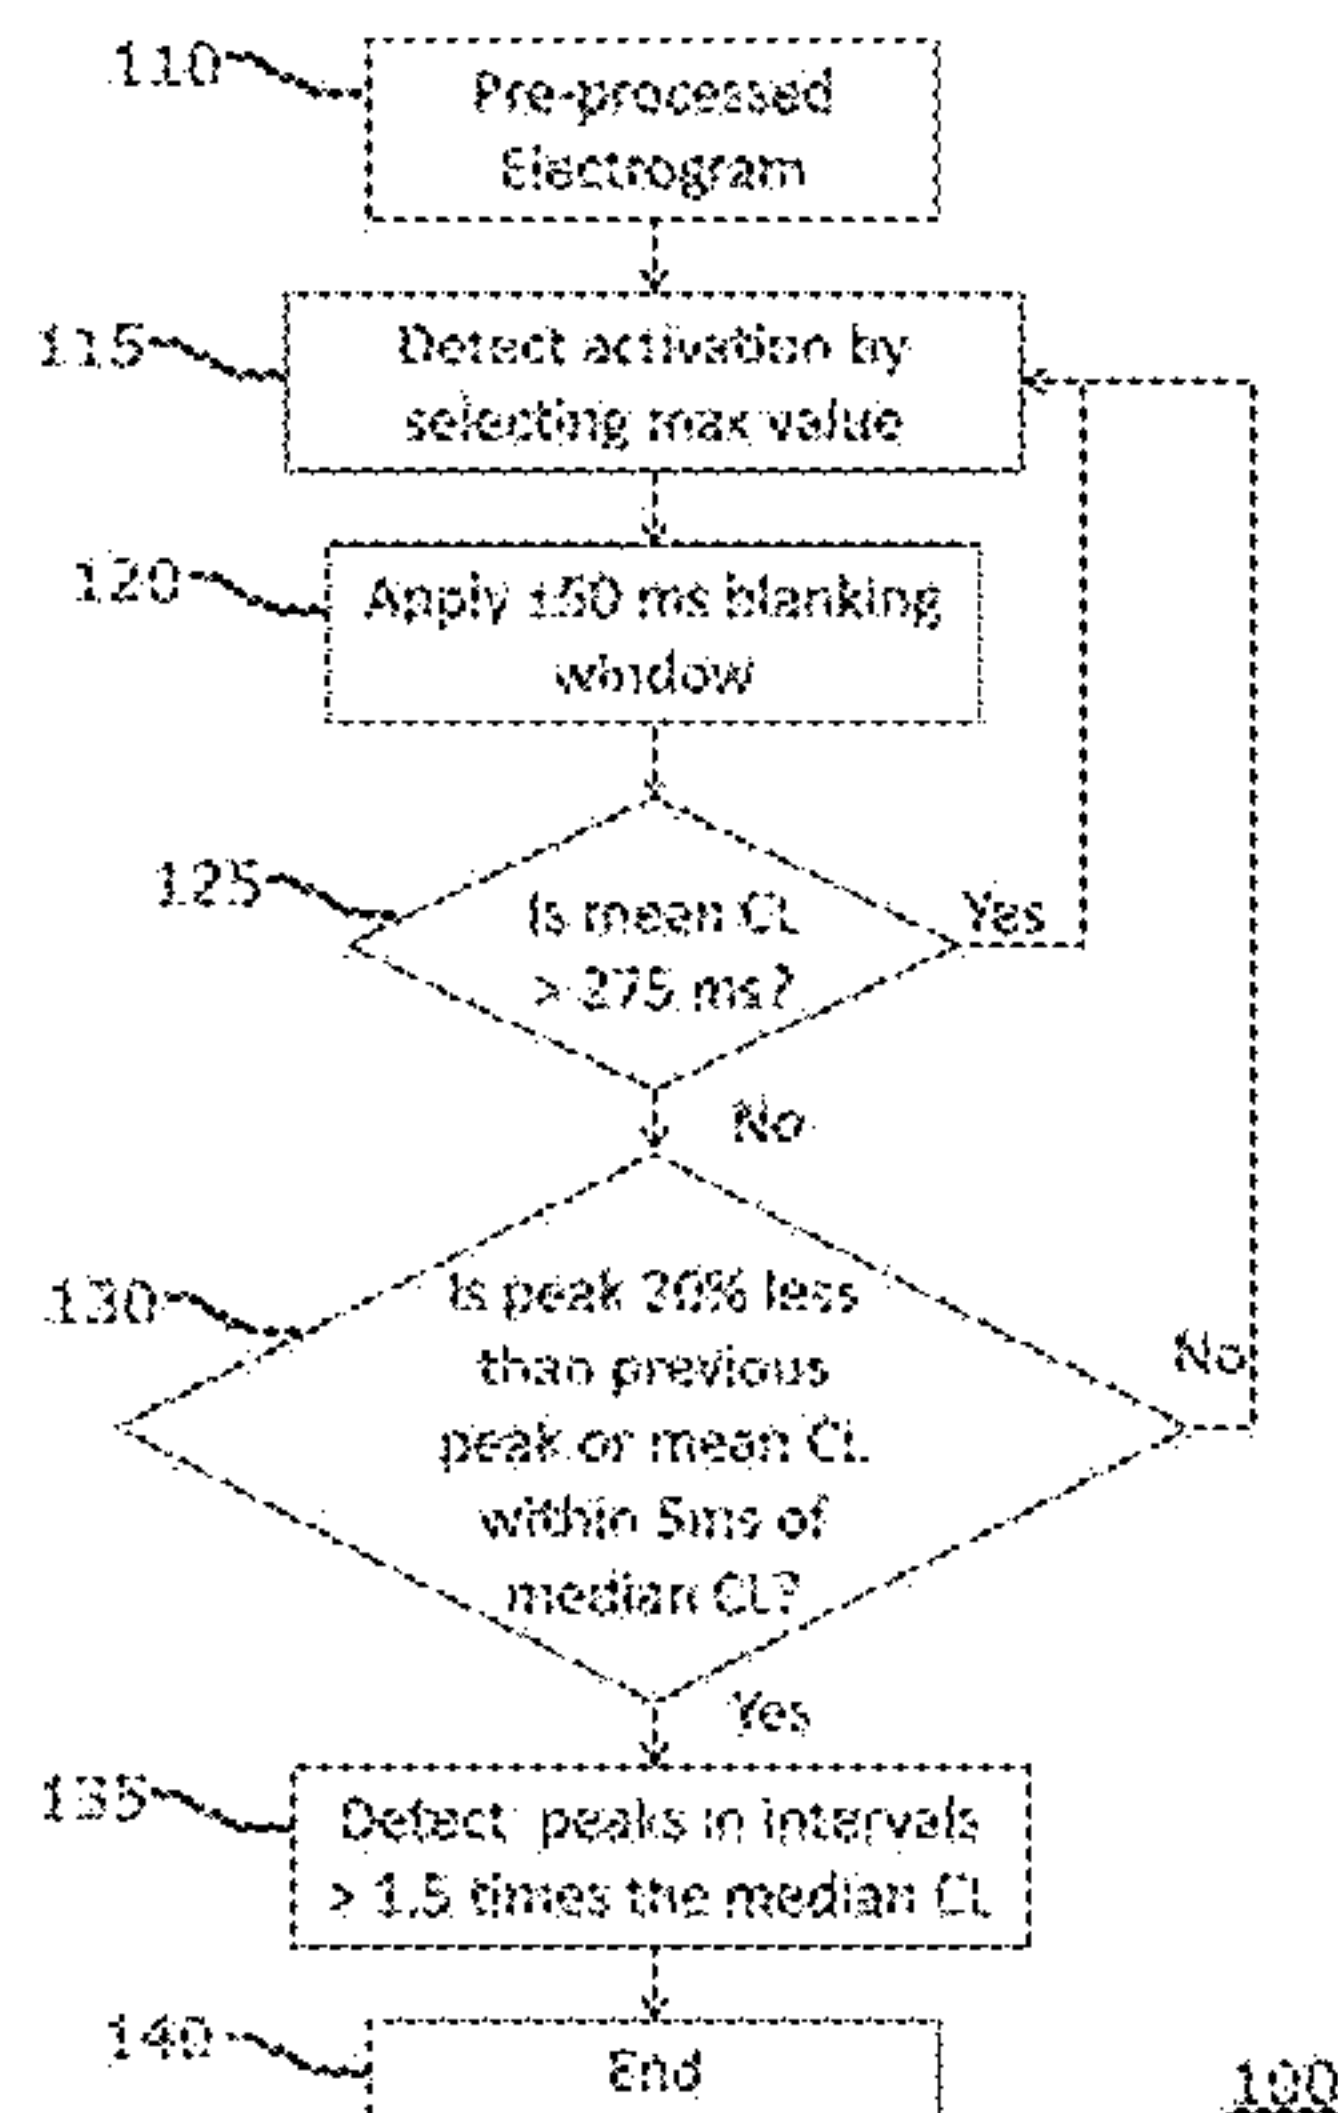 110
Pre-processed
Electrogram
115
Detect activation by
selecting max value
120
Apply ±50 ms blanking
window
125
Is mean CL
> 275 ms?
Yes
No
130
Is peak 20% less
than previous
peak or mean CL
within 5ms of
median CL?
No
Yes
135
Detect peaks in intervals
> 1.5 times the median CL
140
End
100